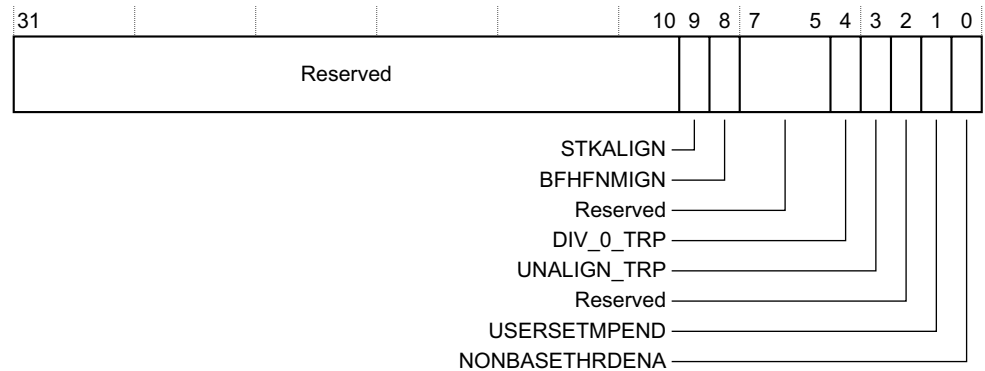 31 10 9 8 7 5 4 3 2 1 0
Reserved
STKALIGN
BFHFNMIGN
Reserved
DIV_0_TRP
UNALIGN_TRP
Reserved
USERSETMPEND
NONBASETHRDENA